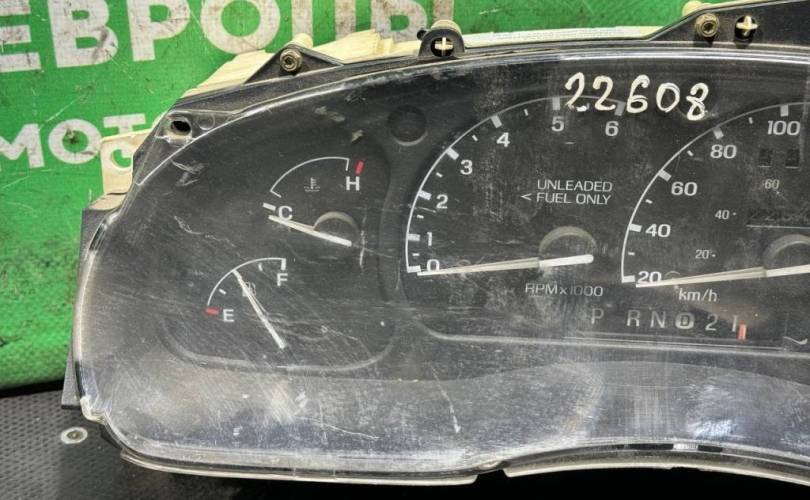 ЕВРОПЫ
МОТ
22608
H
C
F
E
0 1 2 3 4 5 6
UNLEADED
< FUEL ONLY
RPM x 1000
20 40 60 80 100
20 40 60
km/h
P R N D 2 1